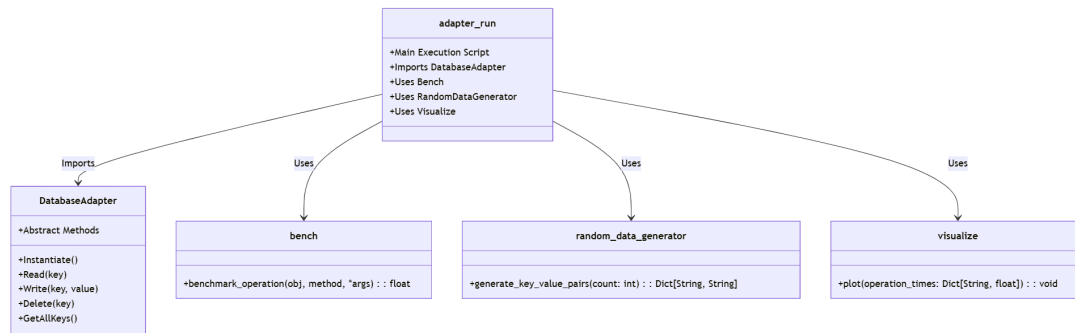 adapter_run
+Main Execution Script
+Imports DatabaseAdapter
+Uses Bench
+Uses RandomDataGenerator
+Uses Visualize
Imports
Uses
Uses
Uses
DatabaseAdapter
+Abstract Methods
+Instantiate()
+Read(key)
+Write(key, value)
+Delete(key)
+GetAllKeys()
bench
+benchmark_operation(obj, method, *args) : : float
random_data_generator
+generate_key_value_pairs(count: int) : : Dict[String, String]
visualize
+plot(operation_times: Dict[String, float]) : : void